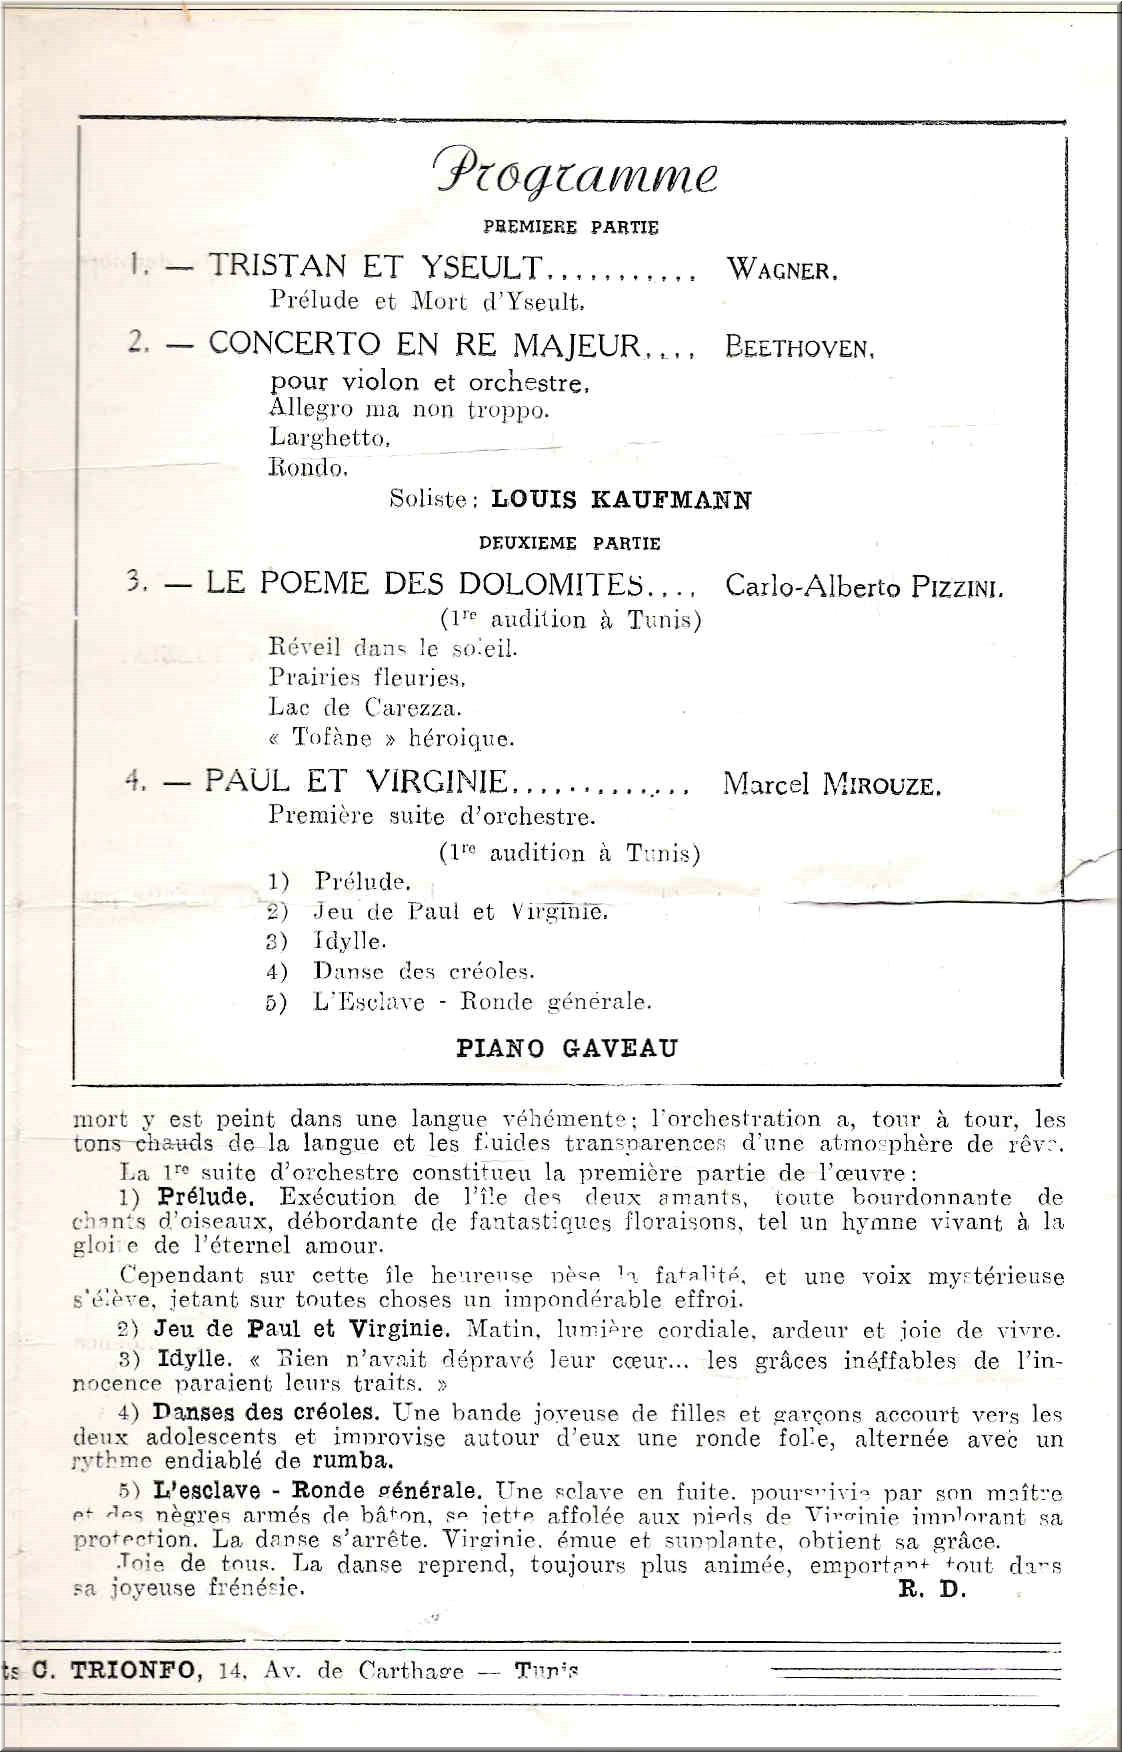 Programme
PREMIERE PARTIE
1. — TRISTAN ET YSEULT........... WAGNER.
Prélude et Mort d'Yseult.
2. — CONCERTO EN RE MAJEUR.... BEETHOVEN.
pour violon et orchestre.
Allegro ma non troppo.
Larghetto.
Rondo.
Soliste : LOUIS KAUFMANN
DEUXIEME PARTIE
3. — LE POEME DES DOLOMITES.... Carlo-Alberto PIZZINI.
(1re audition à Tunis)
Réveil dans le soleil.
Prairies fleuries.
Lac de Carezza.
« Tofàne » héroique.
4. — PAUL ET VIRGINIE............. Marcel MIROUZE.
Première suite d'orchestre.
(1re audition à Tunis)
1) Prélude.
2) Jeu de Paul et Virginie.
3) Idylle.
4) Danse des créoles.
5) L'Esclave - Ronde générale.
PIANO GAVEAU
mort y est peint dans une langue véhémente ; l'orchestration a, tour à tour, les
tons chauds de la langue et les fluides transparences d'une atmosphère de rêve.
La 1re suite d'orchestre constitueu la première partie de l'œuvre :
1) Prélude. Exécution de l'île des deux amants, toute bourdonnante de
chants d'oiseaux, débordante de fantastiques floraisons, tel un hymne vivant à la
gloire de l'éternel amour.
Cependant sur cette île heureuse pèse la fatalité, et une voix mystérieuse
s'élève, jetant sur toutes choses un impondérable effroi.
2) Jeu de Paul et Virginie. Matin, lumière cordiale, ardeur et joie de vivre.
3) Idylle. « Rien n'avait dépravé leur cœur... les grâces inéffables de l'in-
nocence paraient leurs traits. »
4) Danses des créoles. Une bande joyeuse de filles et garçons accourt vers les
deux adolescents et improvise autour d'eux une ronde folle, alternée avec un
rythme endiablé de rumba.
5) L'esclave - Ronde générale. Une sclave en fuite, poursuivie par son maître
et des nègres armés de bâton, se jette affolée aux pieds de Virginie implorant sa
protection. La danse s'arrête. Virginie, émue et supplante, obtient sa grâce.
Joie de tous. La danse reprend, toujours plus animée, emportant tout dans
sa joyeuse frénésie. R. D.
ts C. TRIONFO, 14, Av. de Carthage — Tunis